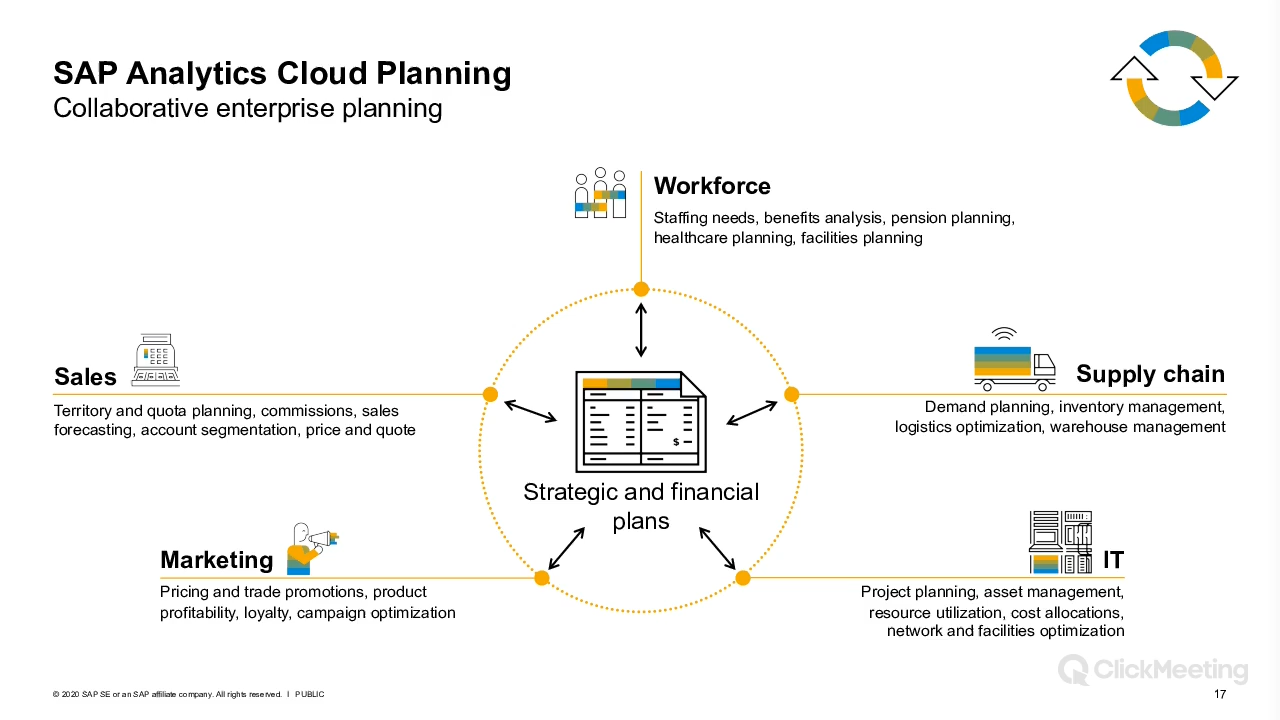 SAP Analytics Cloud Planning
Collaborative enterprise planning
Workforce
Staffing needs, benefits analysis, pension planning,
healthcare planning, facilities planning
Sales
Territory and quota planning, commissions, sales
forecasting, account segmentation, price and quote
Supply chain
Demand planning, inventory management,
logistics optimization, warehouse management
$
Strategic and financial
plans
Marketing
Pricing and trade promotions, product
profitability, loyalty, campaign optimization
IT
Project planning, asset management,
resource utilization, cost allocations,
network and facilities optimization
ClickMeeting
© 2020 SAP SE or an SAP affiliate company. All rights reserved. I PUBLIC
17